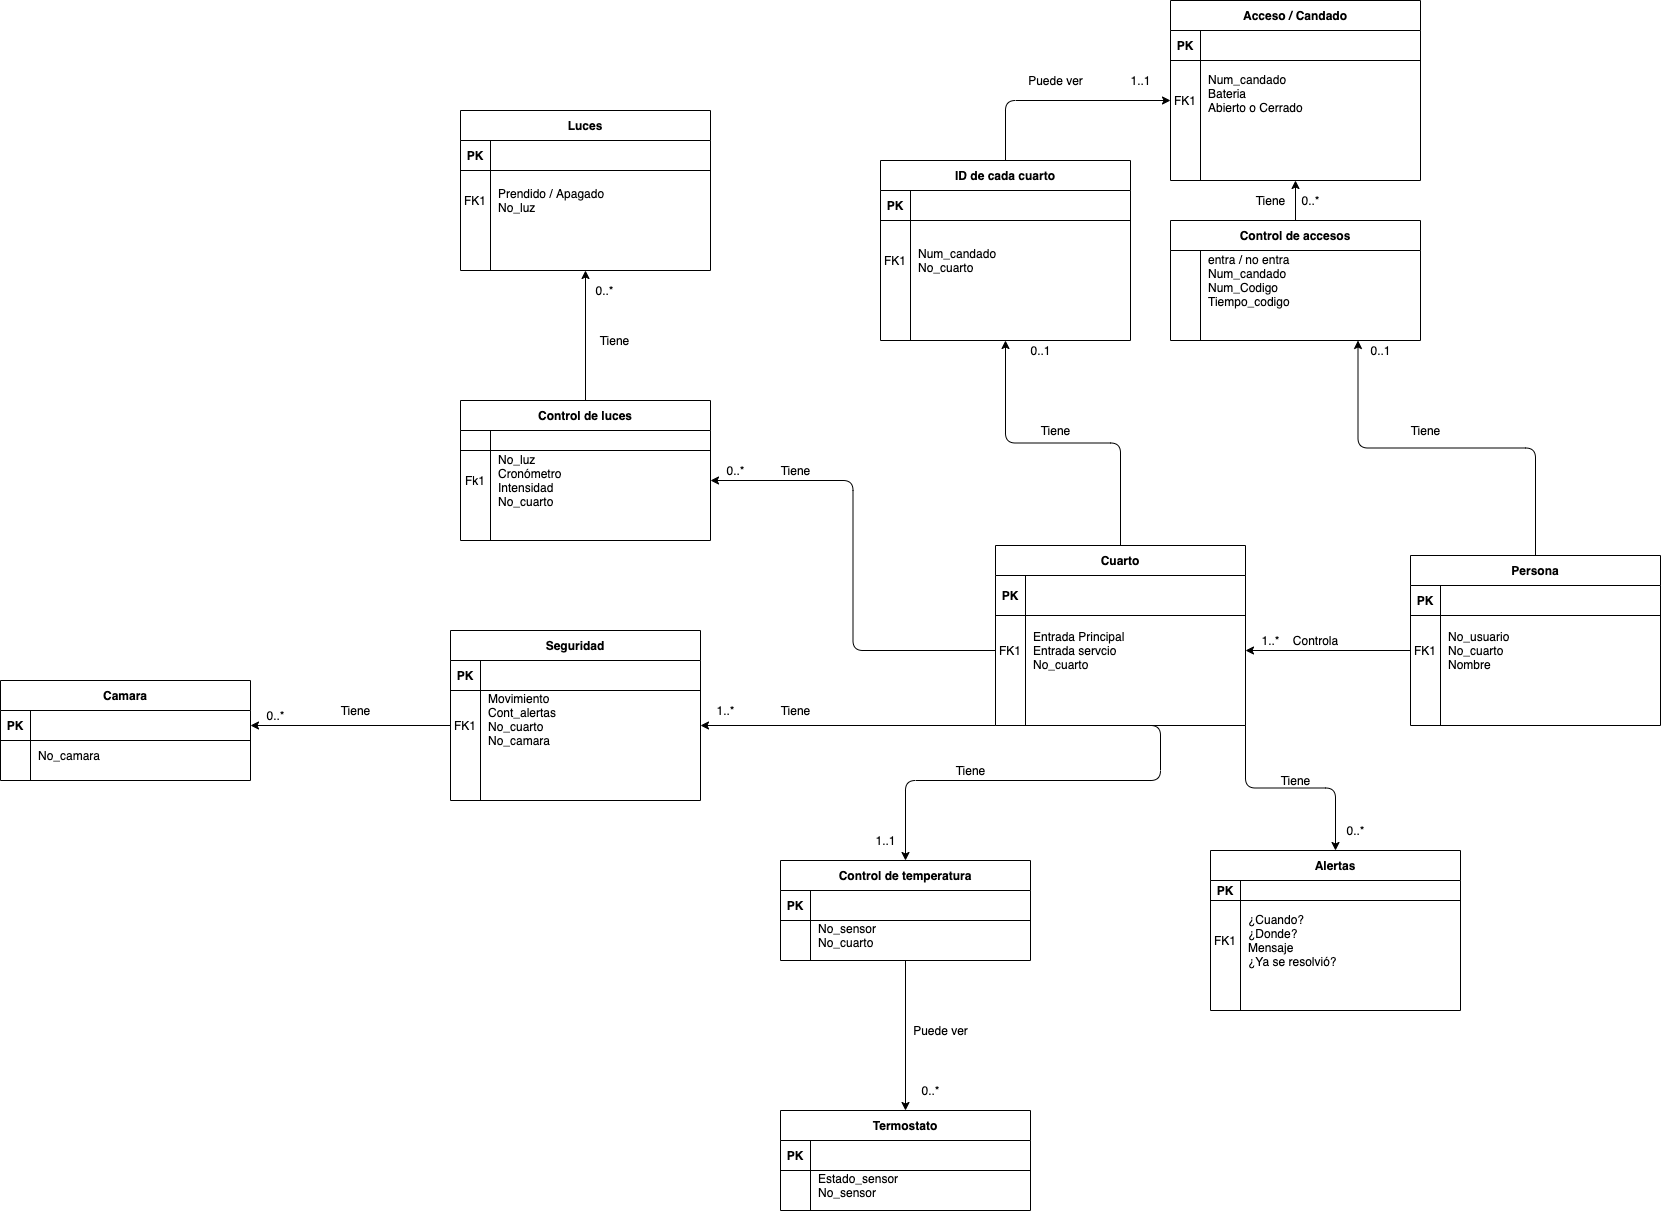 Acceso / Candado
PK
FK1
Num_candado
Bateria
Abierto o Cerrado
Puede ver
1..1
Luces
PK
FK1
Prendido / Apagado
No_luz
ID de cada cuarto
PK
FK1
Num_candado
No_cuarto
Tiene
0..*
Control de accesos
entra / no entra
Num_candado
Num_Codigo
Tiempo_codigo
0..*
Tiene
0..1
Tiene
0..1
Tiene
Control de luces
Fk1
No_luz
Cronómetro
Intensidad
No_cuarto
0..*
Tiene
Cuarto
PK
FK1
Entrada Principal
Entrada servcio
No_cuarto
1..*
Controla
Persona
PK
FK1
No_usuario
No_cuarto
Nombre
Seguridad
PK
FK1
Movimiento
Cont_alertas
No_cuarto
No_camara
1..*
Tiene
Camara
PK
No_camara
0..*
Tiene
Tiene
1..1
Tiene
0..*
Control de temperatura
PK
No_sensor
No_cuarto
Alertas
PK
FK1
¿Cuando?
¿Donde?
Mensaje
¿Ya se resolvió?
Puede ver
0..*
Termostato
PK
Estado_sensor
No_sensor